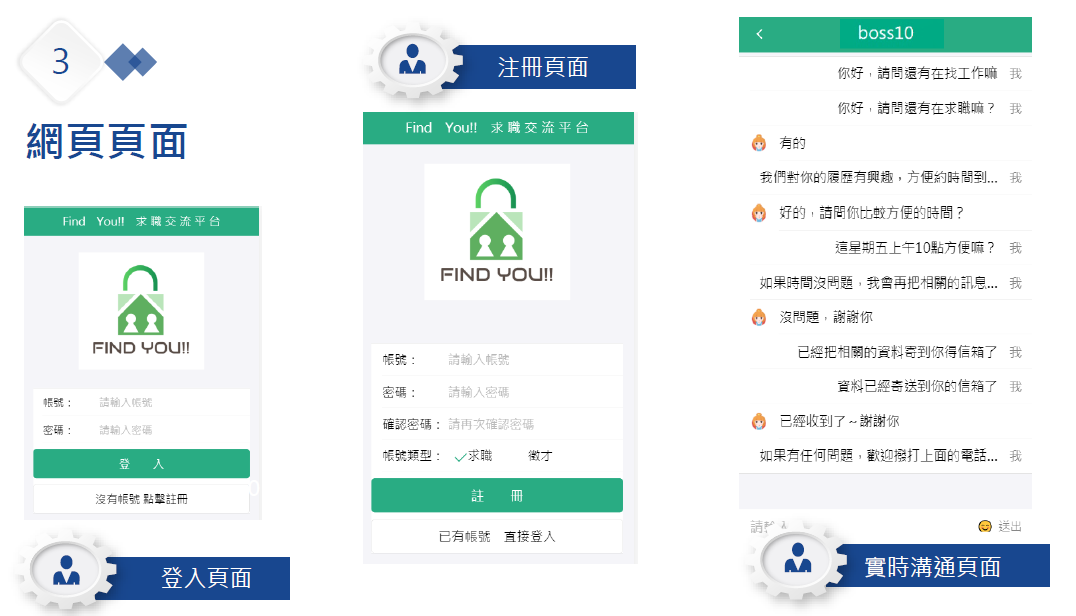 3
網頁頁面
Find You!! 求職交流平台
FIND YOU!!
帳號： 請輸入帳號
密碼： 請輸入密碼
登 入
沒有帳號 點擊註冊
登入頁面
注冊頁面
Find You!! 求職交流平台
FIND YOU!!
帳號： 請輸入帳號
密碼： 請輸入密碼
確認密碼： 請再次確認密碼
帳號類型： 求職 徵才
註 冊
已有帳號 直接登入
boss10
你好，請問還有在找工作嘛 我
你好，請問還有在求職嘛？ 我
有的
我們對你的履歷有興趣，方便約時間到... 我
好的，請問你比較方便的時間？
這星期五上午10點方便嘛？ 我
如果時間沒問題，我會再把相關的訊息... 我
沒問題，謝謝你
已經把相關的資料寄到你得信箱了 我
資料已經寄送到你的信箱了 我
已經收到了~謝謝你
如果有任何問題，歡迎撥打上面的電話... 我
請 送出
實時溝通頁面